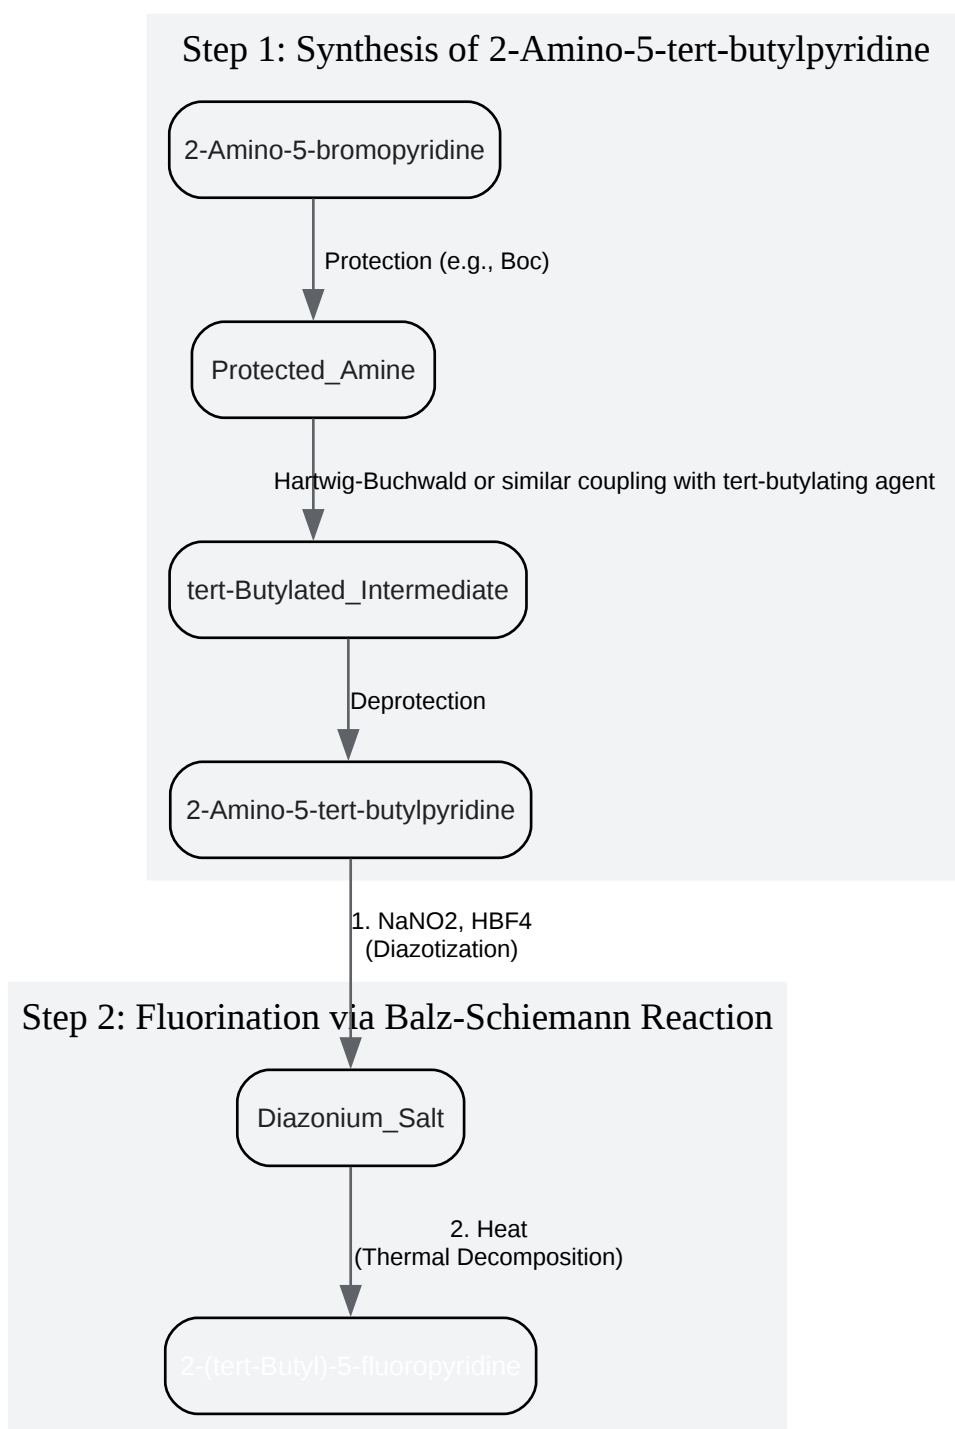 Step 1: Synthesis of 2-Amino-5-tert-butylpyridine
2-Amino-5-bromopyridine
Protection (e.g., Boc)
Protected_Amine
Hartwig-Buchwald or similar coupling with tert-butylating agent
tert-Butylated_Intermediate
Deprotection
2-Amino-5-tert-butylpyridine
1. NaNO2, HBF4
(Diazotization)
Step 2: Fluorination via Balz-Schiemann Reaction
Diazonium_Salt
2. Heat
(Thermal Decomposition)
2-(tert-Butyl)-5-fluoropyridine